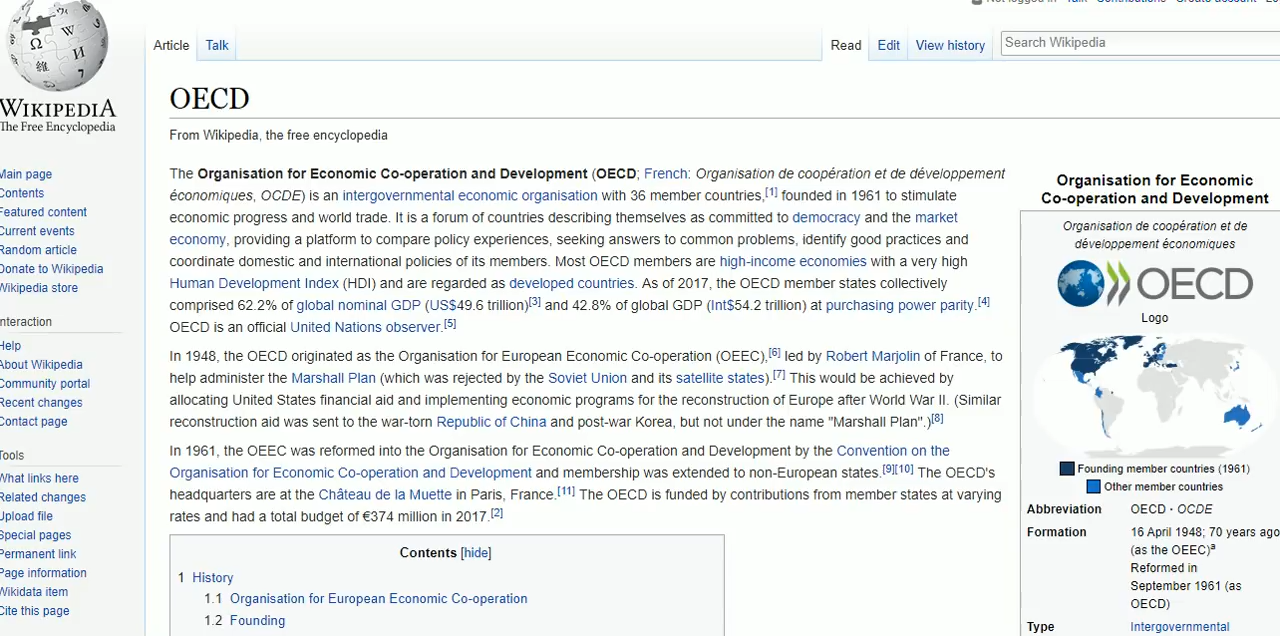 Not logged in Talk Contributions Create account
Ω W И 維 7
WIKIPEDIA
The Free Encyclopedia
Article Talk Read Edit View history Search Wikipedia
OECD
From Wikipedia, the free encyclopedia
The Organisation for Economic Co-operation and Development (OECD; French: Organisation de coopération et de développement
économiques, OCDE) is an intergovernmental economic organisation with 36 member countries,[1] founded in 1961 to stimulate
economic progress and world trade. It is a forum of countries describing themselves as committed to democracy and the market
economy, providing a platform to compare policy experiences, seeking answers to common problems, identify good practices and
coordinate domestic and international policies of its members. Most OECD members are high-income economies with a very high
Human Development Index (HDI) and are regarded as developed countries. As of 2017, the OECD member states collectively
comprised 62.2% of global nominal GDP (US$49.6 trillion)[3] and 42.8% of global GDP (Int$54.2 trillion) at purchasing power parity.[4]
OECD is an official United Nations observer.[5]
In 1948, the OECD originated as the Organisation for European Economic Co-operation (OEEC),[6] led by Robert Marjolin of France, to
help administer the Marshall Plan (which was rejected by the Soviet Union and its satellite states).[7] This would be achieved by
allocating United States financial aid and implementing economic programs for the reconstruction of Europe after World War II. (Similar
reconstruction aid was sent to the war-torn Republic of China and post-war Korea, but not under the name "Marshall Plan".)[8]
In 1961, the OEEC was reformed into the Organisation for Economic Co-operation and Development by the Convention on the
Organisation for Economic Co-operation and Development and membership was extended to non-European states.[9][10] The OECD's
headquarters are at the Château de la Muette in Paris, France.[11] The OECD is funded by contributions from member states at varying
rates and had a total budget of €374 million in 2017.[2]
Contents [hide]
1 History
1.1 Organisation for European Economic Co-operation
1.2 Founding
Main page
Contents
Featured content
Current events
Random article
Donate to Wikipedia
Wikipedia store
Interaction
Help
About Wikipedia
Community portal
Recent changes
Contact page
Tools
What links here
Related changes
Upload file
Special pages
Permanent link
Page information
Wikidata item
Cite this page
Organisation for Economic
Co-operation and Development
Organisation de coopération et de
développement économiques
OECD
Logo
Founding member countries (1961)
Other member countries
Abbreviation OECD · OCDE
Formation 16 April 1948; 70 years ago
(as the OEEC)a
Reformed in
September 1961 (as
OECD)
Type Intergovernmental